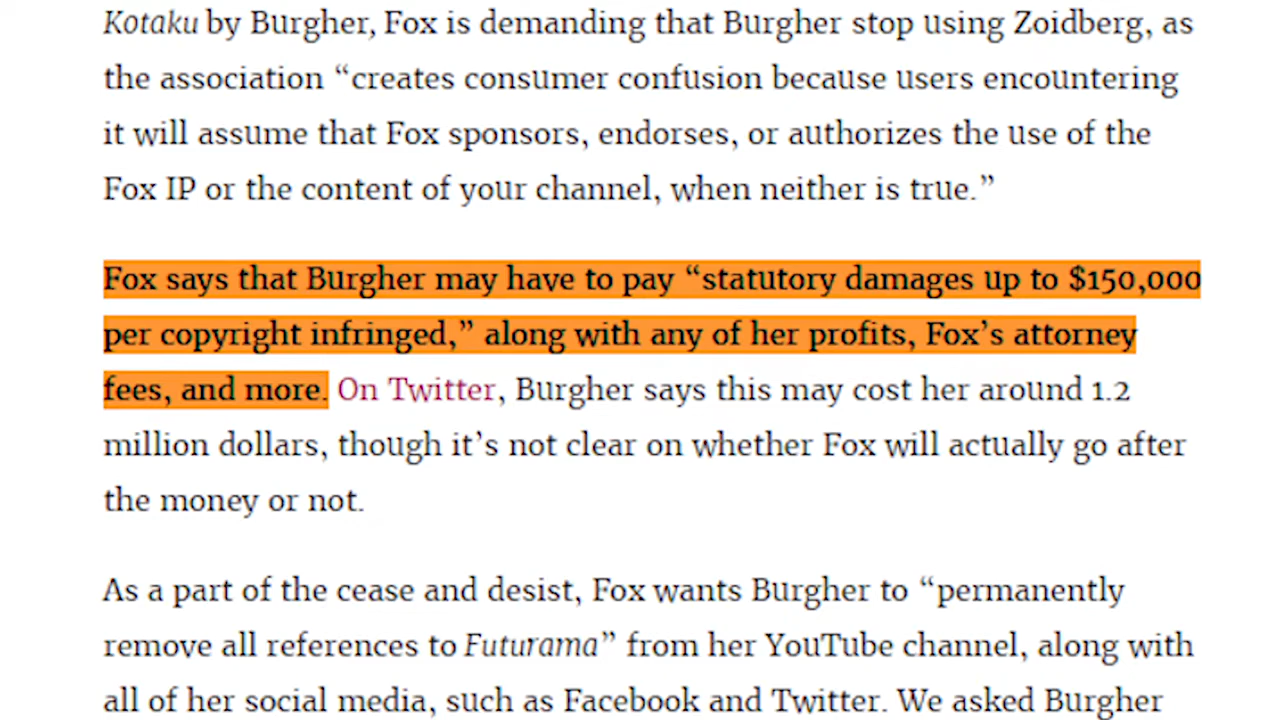 Kotaku by Burgher, Fox is demanding that Burgher stop using Zoidberg, as
the association “creates consumer confusion because users encountering
it will assume that Fox sponsors, endorses, or authorizes the use of the
Fox IP or the content of your channel, when neither is true.”
Fox says that Burgher may have to pay “statutory damages up to $150,000
per copyright infringed,” along with any of her profits, Fox’s attorney
fees, and more. On Twitter, Burgher says this may cost her around 1.2
million dollars, though it’s not clear on whether Fox will actually go after
the money or not.
As a part of the cease and desist, Fox wants Burgher to “permanently
remove all references to Futurama” from her YouTube channel, along with
all of her social media, such as Facebook and Twitter. We asked Burgher